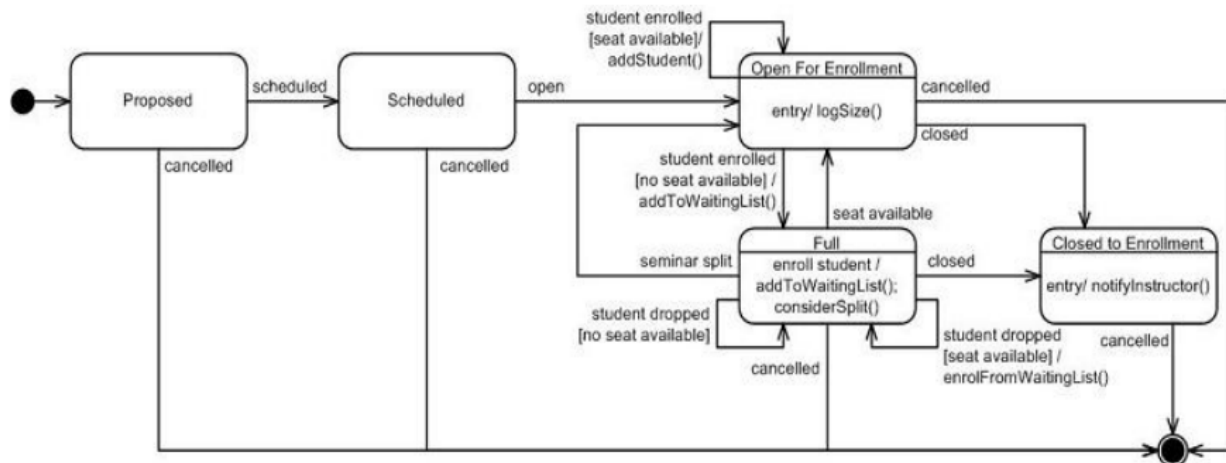 student enrolled
[seat available]/
addStudent()
Open For Enrollment
scheduled
open
cancelled
Proposed
Scheduled
entry/ logSize()
closed
cancelled
cancelled
student enrolled
[no seat available] /
addToWaitingList()
seat available
Full
Closed to Enrollment
seminar split
enroll student /
addToWaitingList();
considerSplit()
closed
entry/ notifyInstructor()
student dropped
[no seat available]
student dropped
[seat available] /
enrolFromWaitingList()
cancelled
cancelled